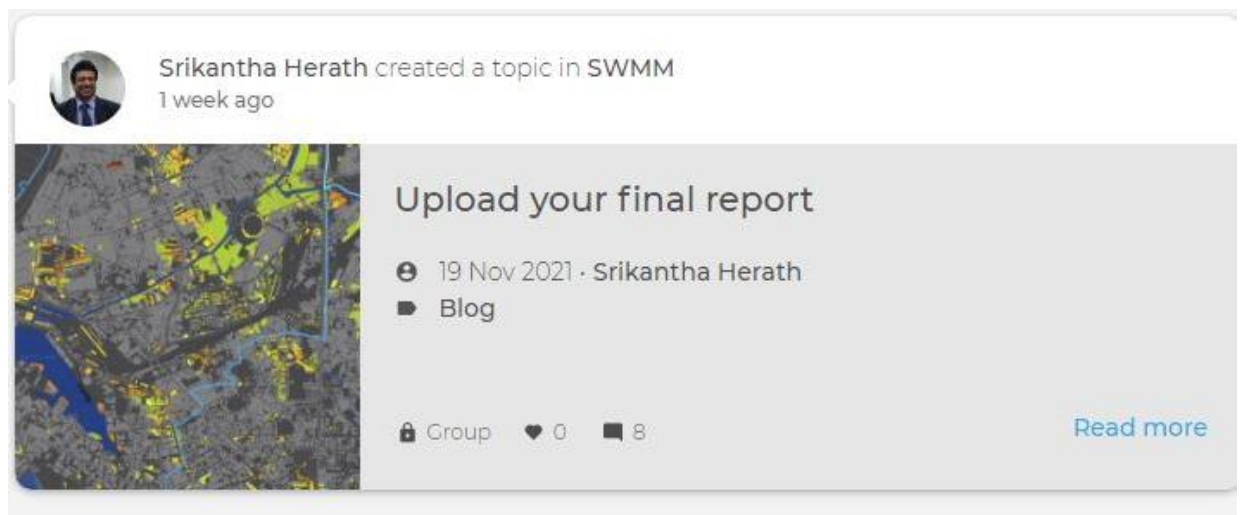 Srikantha Herath created a topic in SWMM
1 week ago
Upload your final report
19 Nov 2021 · Srikantha Herath
Blog
Group 0 8
Read more